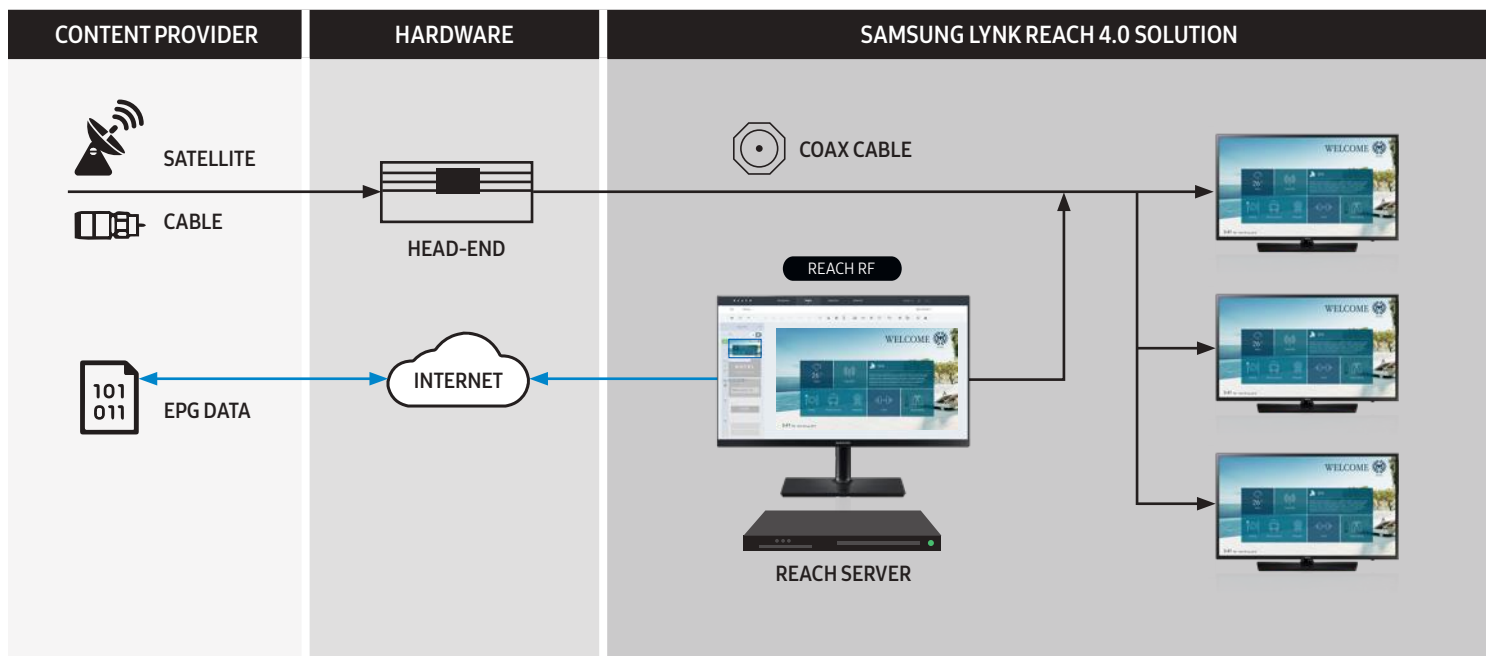 CONTENT PROVIDER
HARDWARE
SAMSUNG LYNK REACH 4.0 SOLUTION
SATELLITE
COAX CABLE
WELCOME
CABLE
HEAD-END
REACH RF
WELCOME
WELCOME
INTERNET
101
011
EPG DATA
WELCOME
REACH SERVER